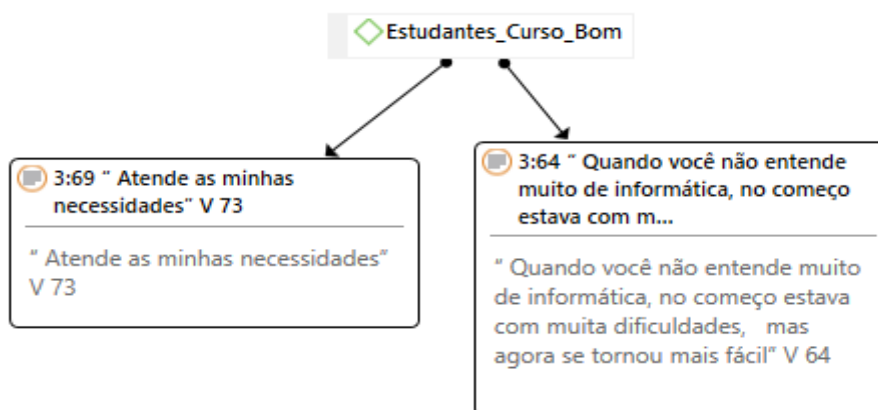 Estudantes_Curso_Bom
3:69 “ Atende as minhas
necessidades” V 73
“ Atende as minhas necessidades”
V 73
3:64 “ Quando você não entende
muito de informática, no começo
estava com m...
“ Quando você não entende muito
de informática, no começo estava
com muita dificuldades, mas
agora se tornou mais fácil” V 64